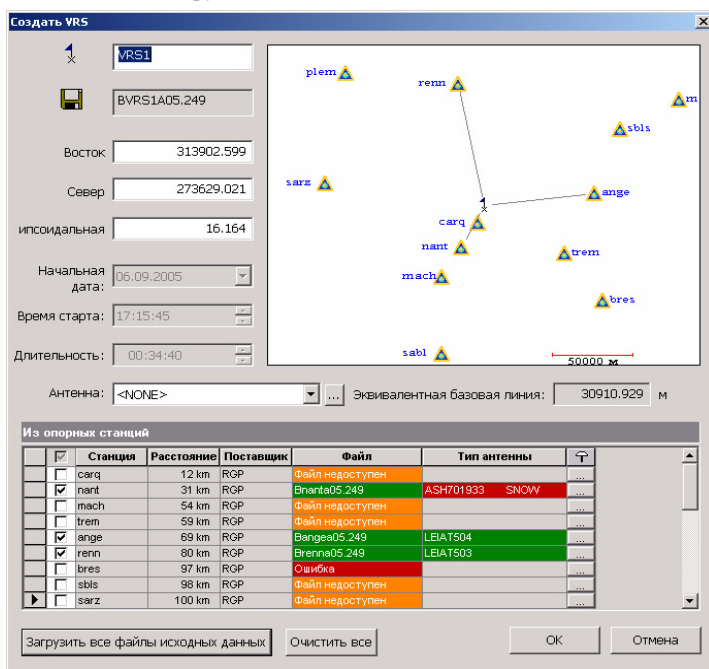 Создать VRS
VRS1
BVRS1A05.249
Восток 313902.599
Север 273629.021
ипсоидальная 16.164
Начальная дата: 06.09.2005
Время старта: 17:15:45
Длительность: 00:34:40
plem
renn
m
sbls
sarz
ange
carq
nant
trem
mach
bres
sabl
50000 м
Антенна: <NONE> ... Эквивалентная базовая линия: 30910.929 м
Из опорных станций
Станция Расстояние Поставщик Файл Тип антенны
carq 12 km RGP Файл недоступен ...
nant 31 km RGP Bnanta05.249 ASH701933 SNOW ...
mach 54 km RGP Файл недоступен ...
trem 59 km RGP Файл недоступен ...
ange 69 km RGP Bangea05.249 LEIAT504 ...
renn 80 km RGP Brenna05.249 LEIAT503 ...
bres 97 km RGP Ошибка ...
sbls 98 km RGP Файл недоступен ...
sarz 100 km RGP Файл недоступен ...
Загрузить все файлы исходных данных Очистить все OK Отмена